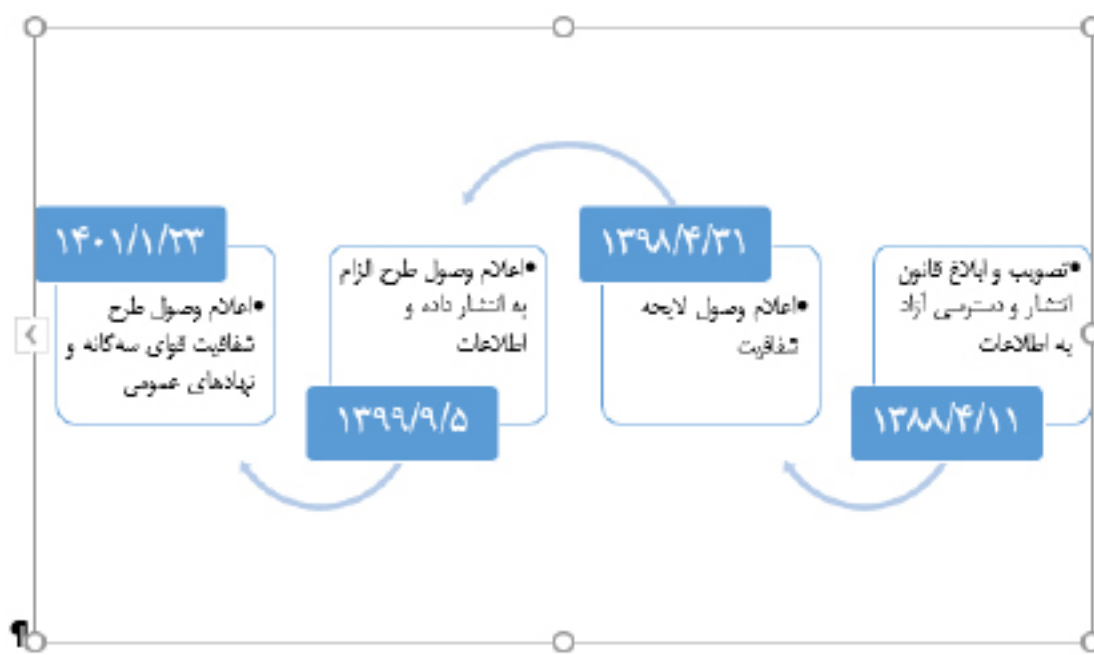 •تصویب و ابلاغ قانون
انتشار و دسترسی آزاد
به اطلاعات
۱۳۸۸/۴/۱۱
۱۳۹۸/۴/۳۱
•اعلام وصول لایحه
شفافیت
•اعلام وصول طرح الزام
به انتشار داده و
اطلاعات
۱۳۹۹/۹/۵
۱۴۰۱/۱/۲۳
•اعلام وصول طرح
شفافیت قوای سه‌گانه و
نهادهای عمومی
¶